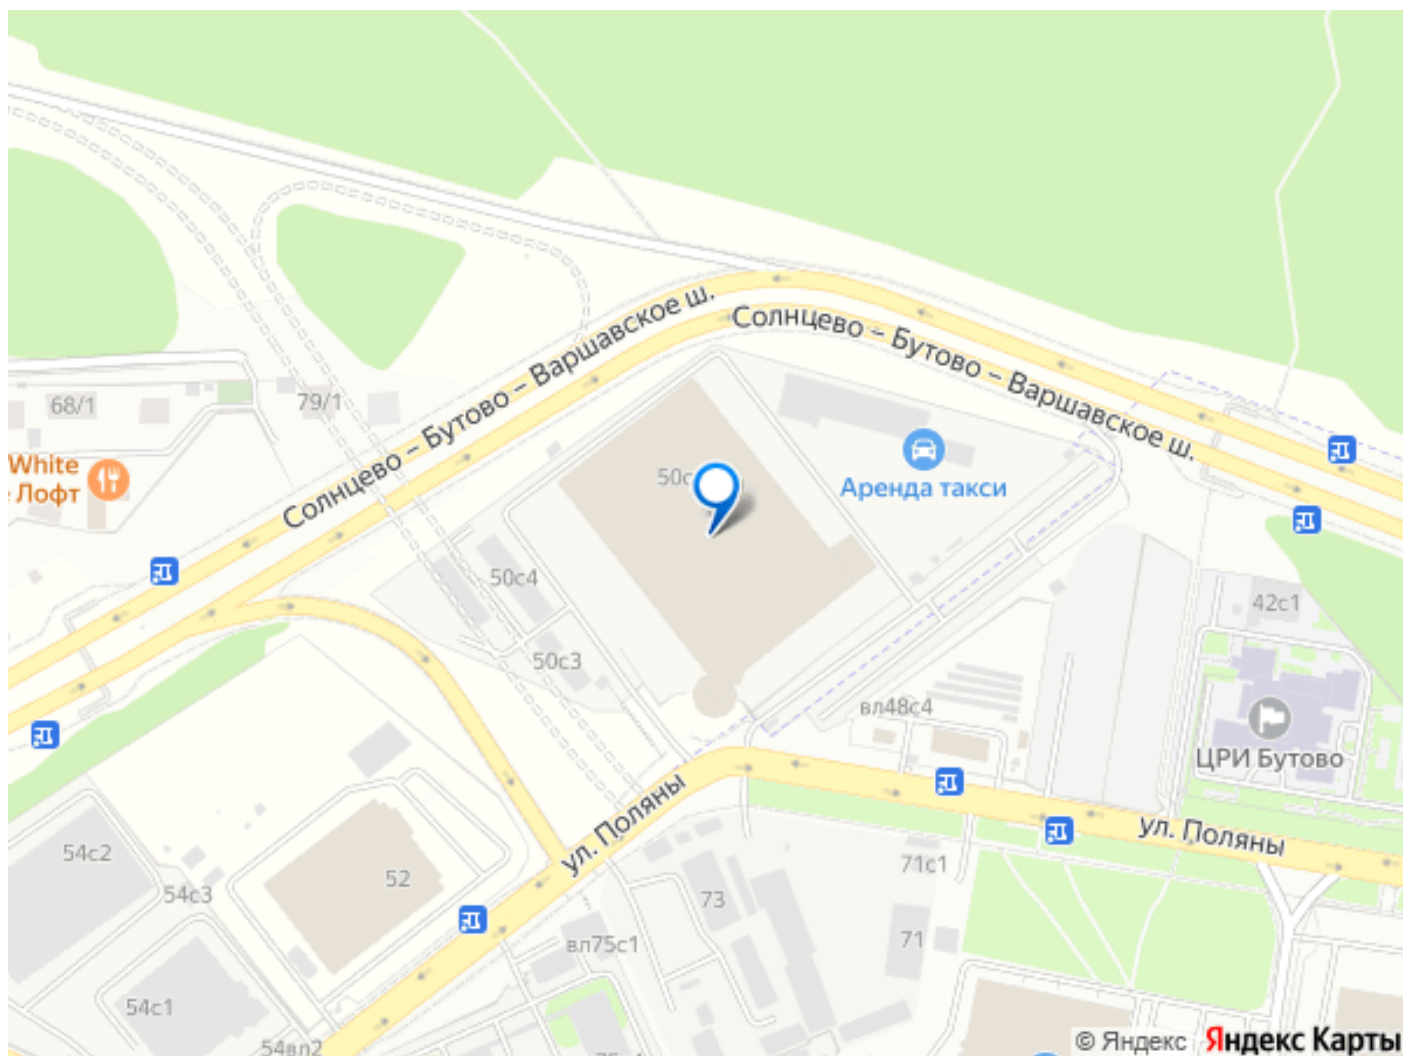 Солнцево – Бутово – Варшавское ш.
Солнцево – Бутово – Варшавское ш.
68/1
79/1
White
Лофт
50с
Аренда такси
50с4
42с1
50с3
вл48с4
ЦРИ Бутово
ул. Поляны
ул. Поляны
54с2
71с1
52
54с3
73
вл75с1
71
54с1
54вл2
© Яндекс Яндекс Карты